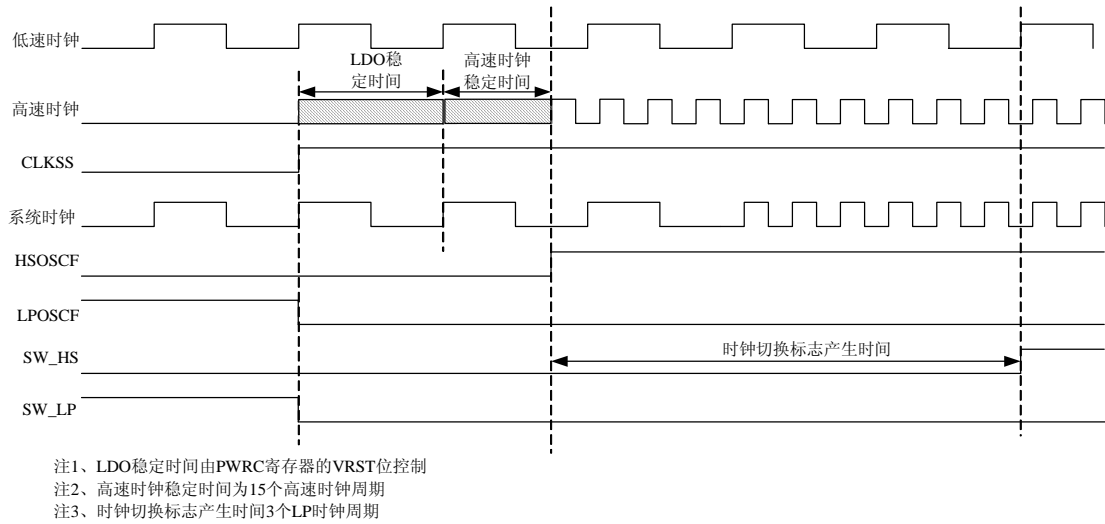 低速时钟
LDO稳
定时间
高速时钟
稳定时间
高速时钟
CLKSS
系统时钟
HSOSCF
LPOSCF
时钟切换标志产生时间
SW_HS
SW_LP
注1、LDO稳定时间由PWRC寄存器的VRST位控制
注2、高速时钟稳定时间为15个高速时钟周期
注3、时钟切换标志产生时间3个LP时钟周期